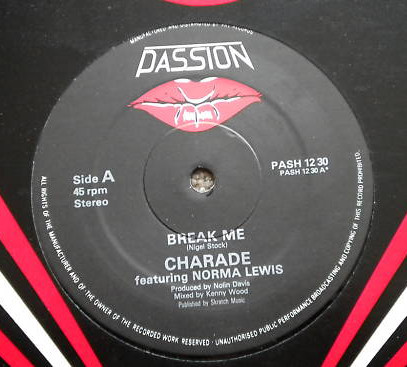 MANUFACTURED AND DISTRIBUTED BY PRT RECORDS
PASSION
Side A
45 rpm
Stereo
PASH 12 30
PASH 12 30 A*
BREAK ME
(Nigel Stock)
CHARADE
featuring NORMA LEWIS
Produced by Nolin Davis
Mixed by Kenny Wood
Published by Skratch Music
ALL RIGHTS OF THE MANUFACTURER AND OF THE OWNER OF THE RECORDED WORK RESERVED · UNAUTHORISED PUBLIC PERFORMANCE BROADCASTING AND COPYING OF THIS RECORD PROHIBITED.